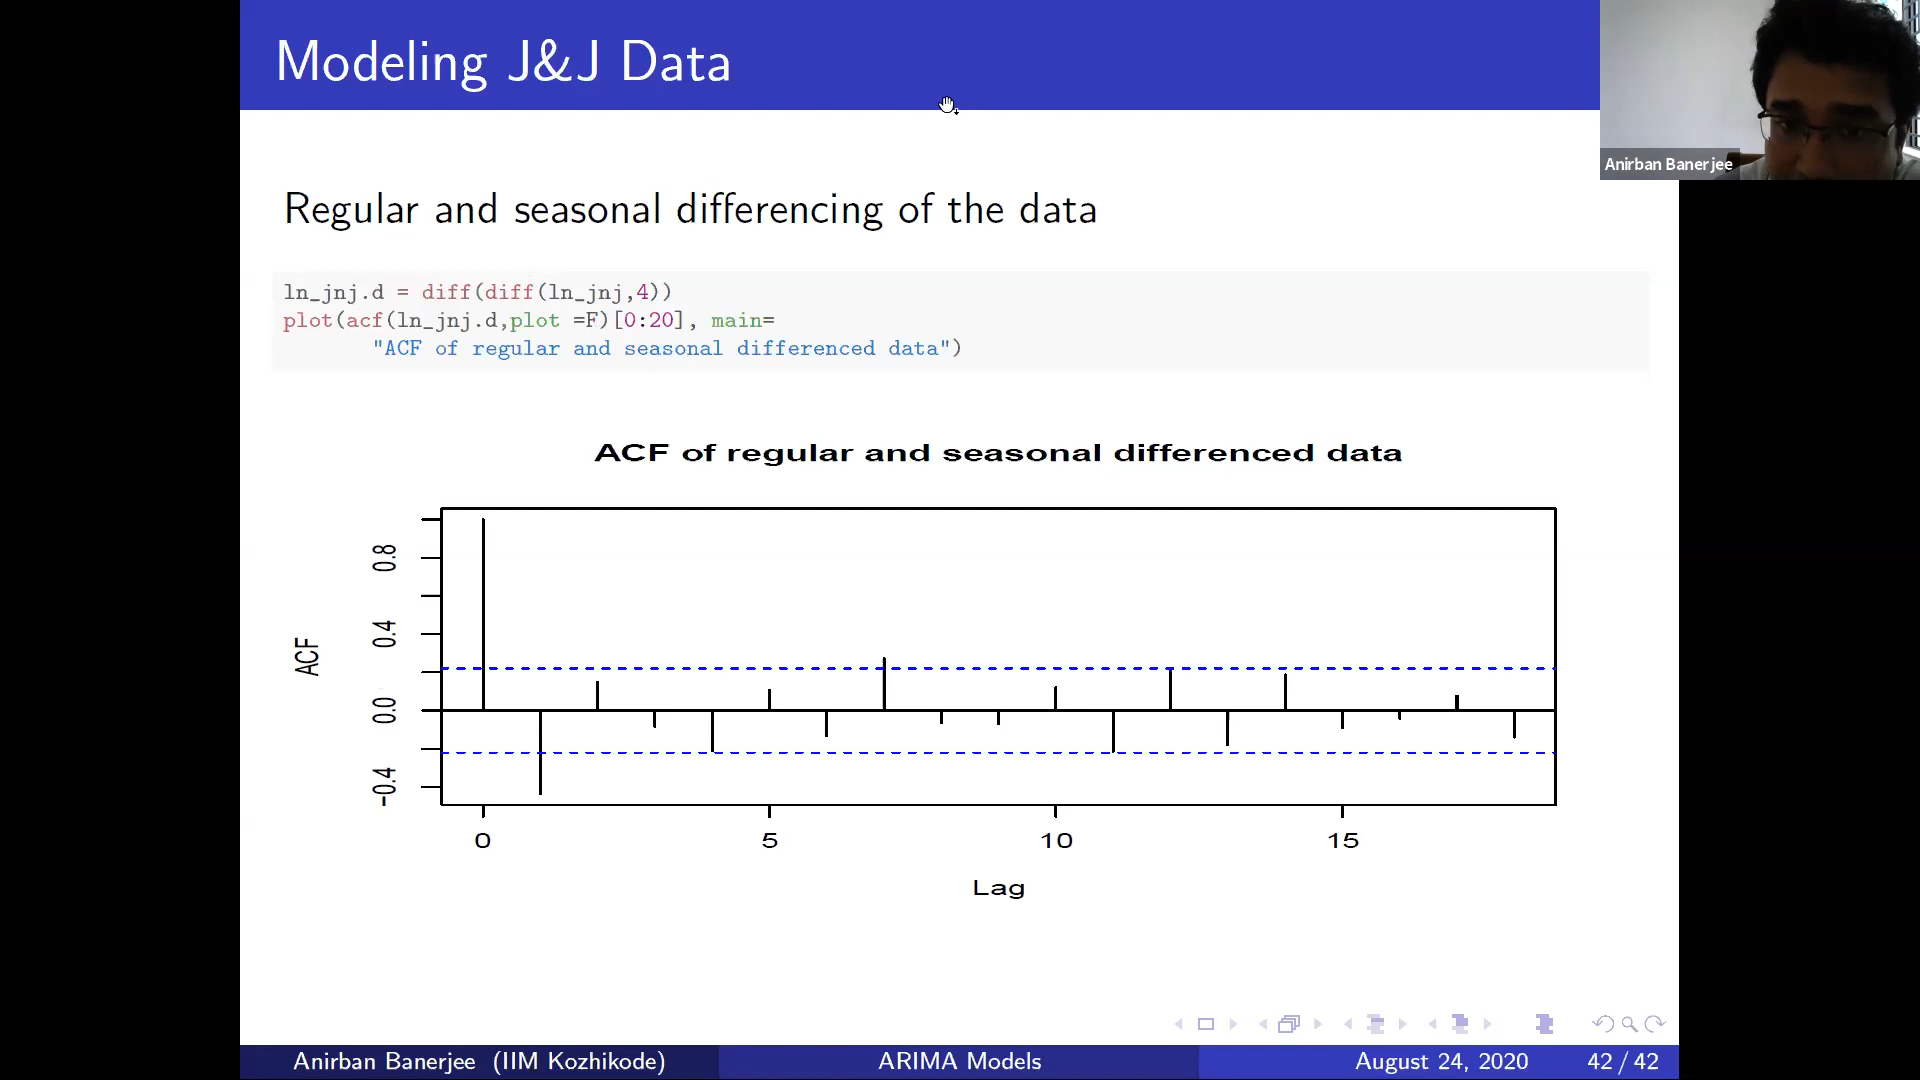 Modeling J&J Data
Anirban Banerjee
Regular and seasonal differencing of the data
ln_jnj.d = diff(diff(ln_jnj,4))
plot(acf(ln_jnj.d,plot =F)[0:20], main=
"ACF of regular and seasonal differenced data")
ACF of regular and seasonal differenced data
ACF
0.8
0.4
0.0
−0.4
0 5 10 15
Lag
Anirban Banerjee (IIM Kozhikode) ARIMA Models August 24, 2020 42 / 42